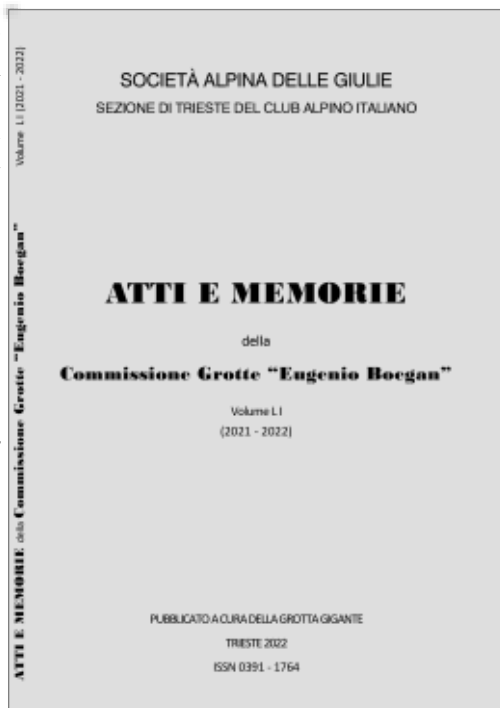 SOCIETÀ ALPINA DELLE GIULIE
SEZIONE DI TRIESTE DEL CLUB ALPINO ITALIANO
ATTI E MEMORIE
della
Commissione Grotte “Eugenio Boegan”
Volume L I
(2021 - 2022)
PUBBLICATO A CURA DELLA GROTTA GIGANTE
TRIESTE 2022
ISSN 0391 - 1764
ATTI E MEMORIE della Commissione Grotte “Eugenio Boegan” Volume L I (2021 - 2022)